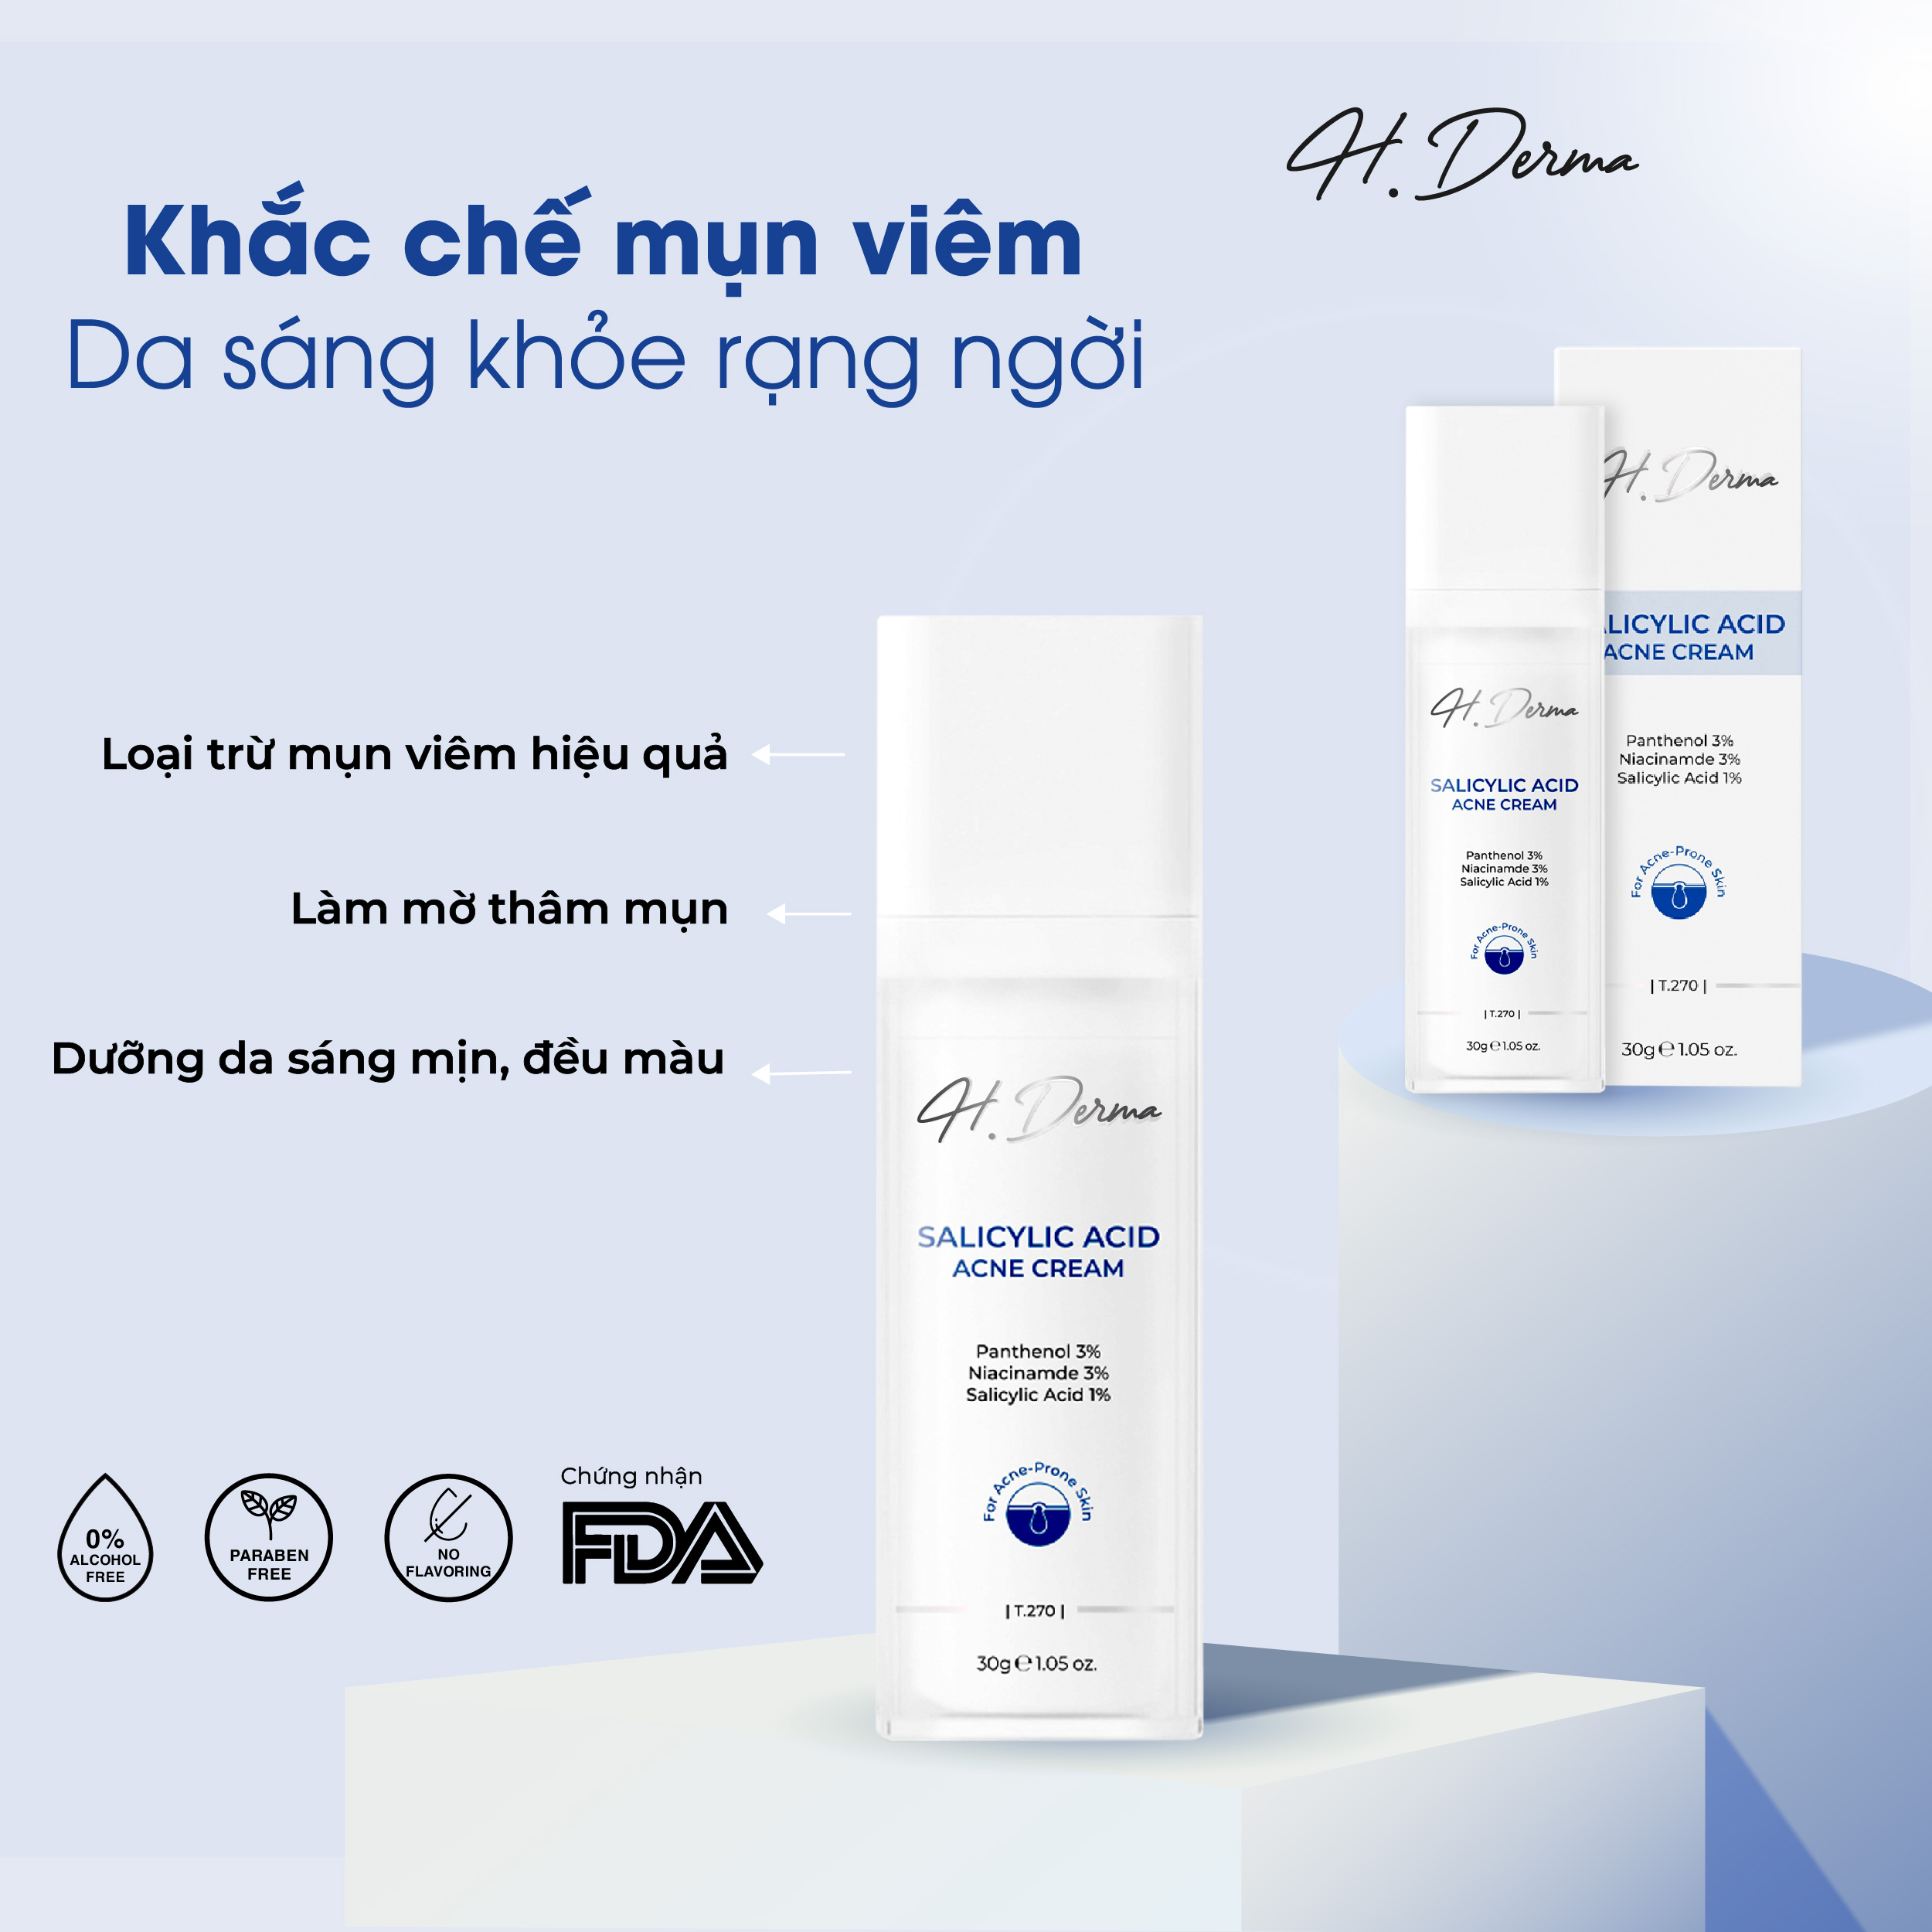 H. Derma
Khắc chế mụn viêm
Da sáng khỏe rạng ngời
Loại trừ mụn viêm hiệu quả
Làm mờ thâm mụn
Dưỡng da sáng mịn, đều màu
0%
ALCOHOL
FREE
PARABEN
FREE
NO
FLAVORING
Chứng nhận
FDA
H. Derma
SALICYLIC ACID
ACNE CREAM
Panthenol 3%
Niacinamde 3%
Salicylic Acid 1%
For Acne-Prone Skin
| T.270 |
30g ℮ 1.05 oz.
H. Derma
SALICYLIC ACID
ACNE CREAM
Panthenol 3%
Niacinamde 3%
Salicylic Acid 1%
For Acne-Prone Skin
| T.270 |
30g ℮ 1.05 oz.
H. Derma
LICYLIC ACID
ACNE CREAM
Panthenol 3%
Niacinamde 3%
Salicylic Acid 1%
For Acne-Prone Skin
| T.270 |
30g ℮ 1.05 oz.